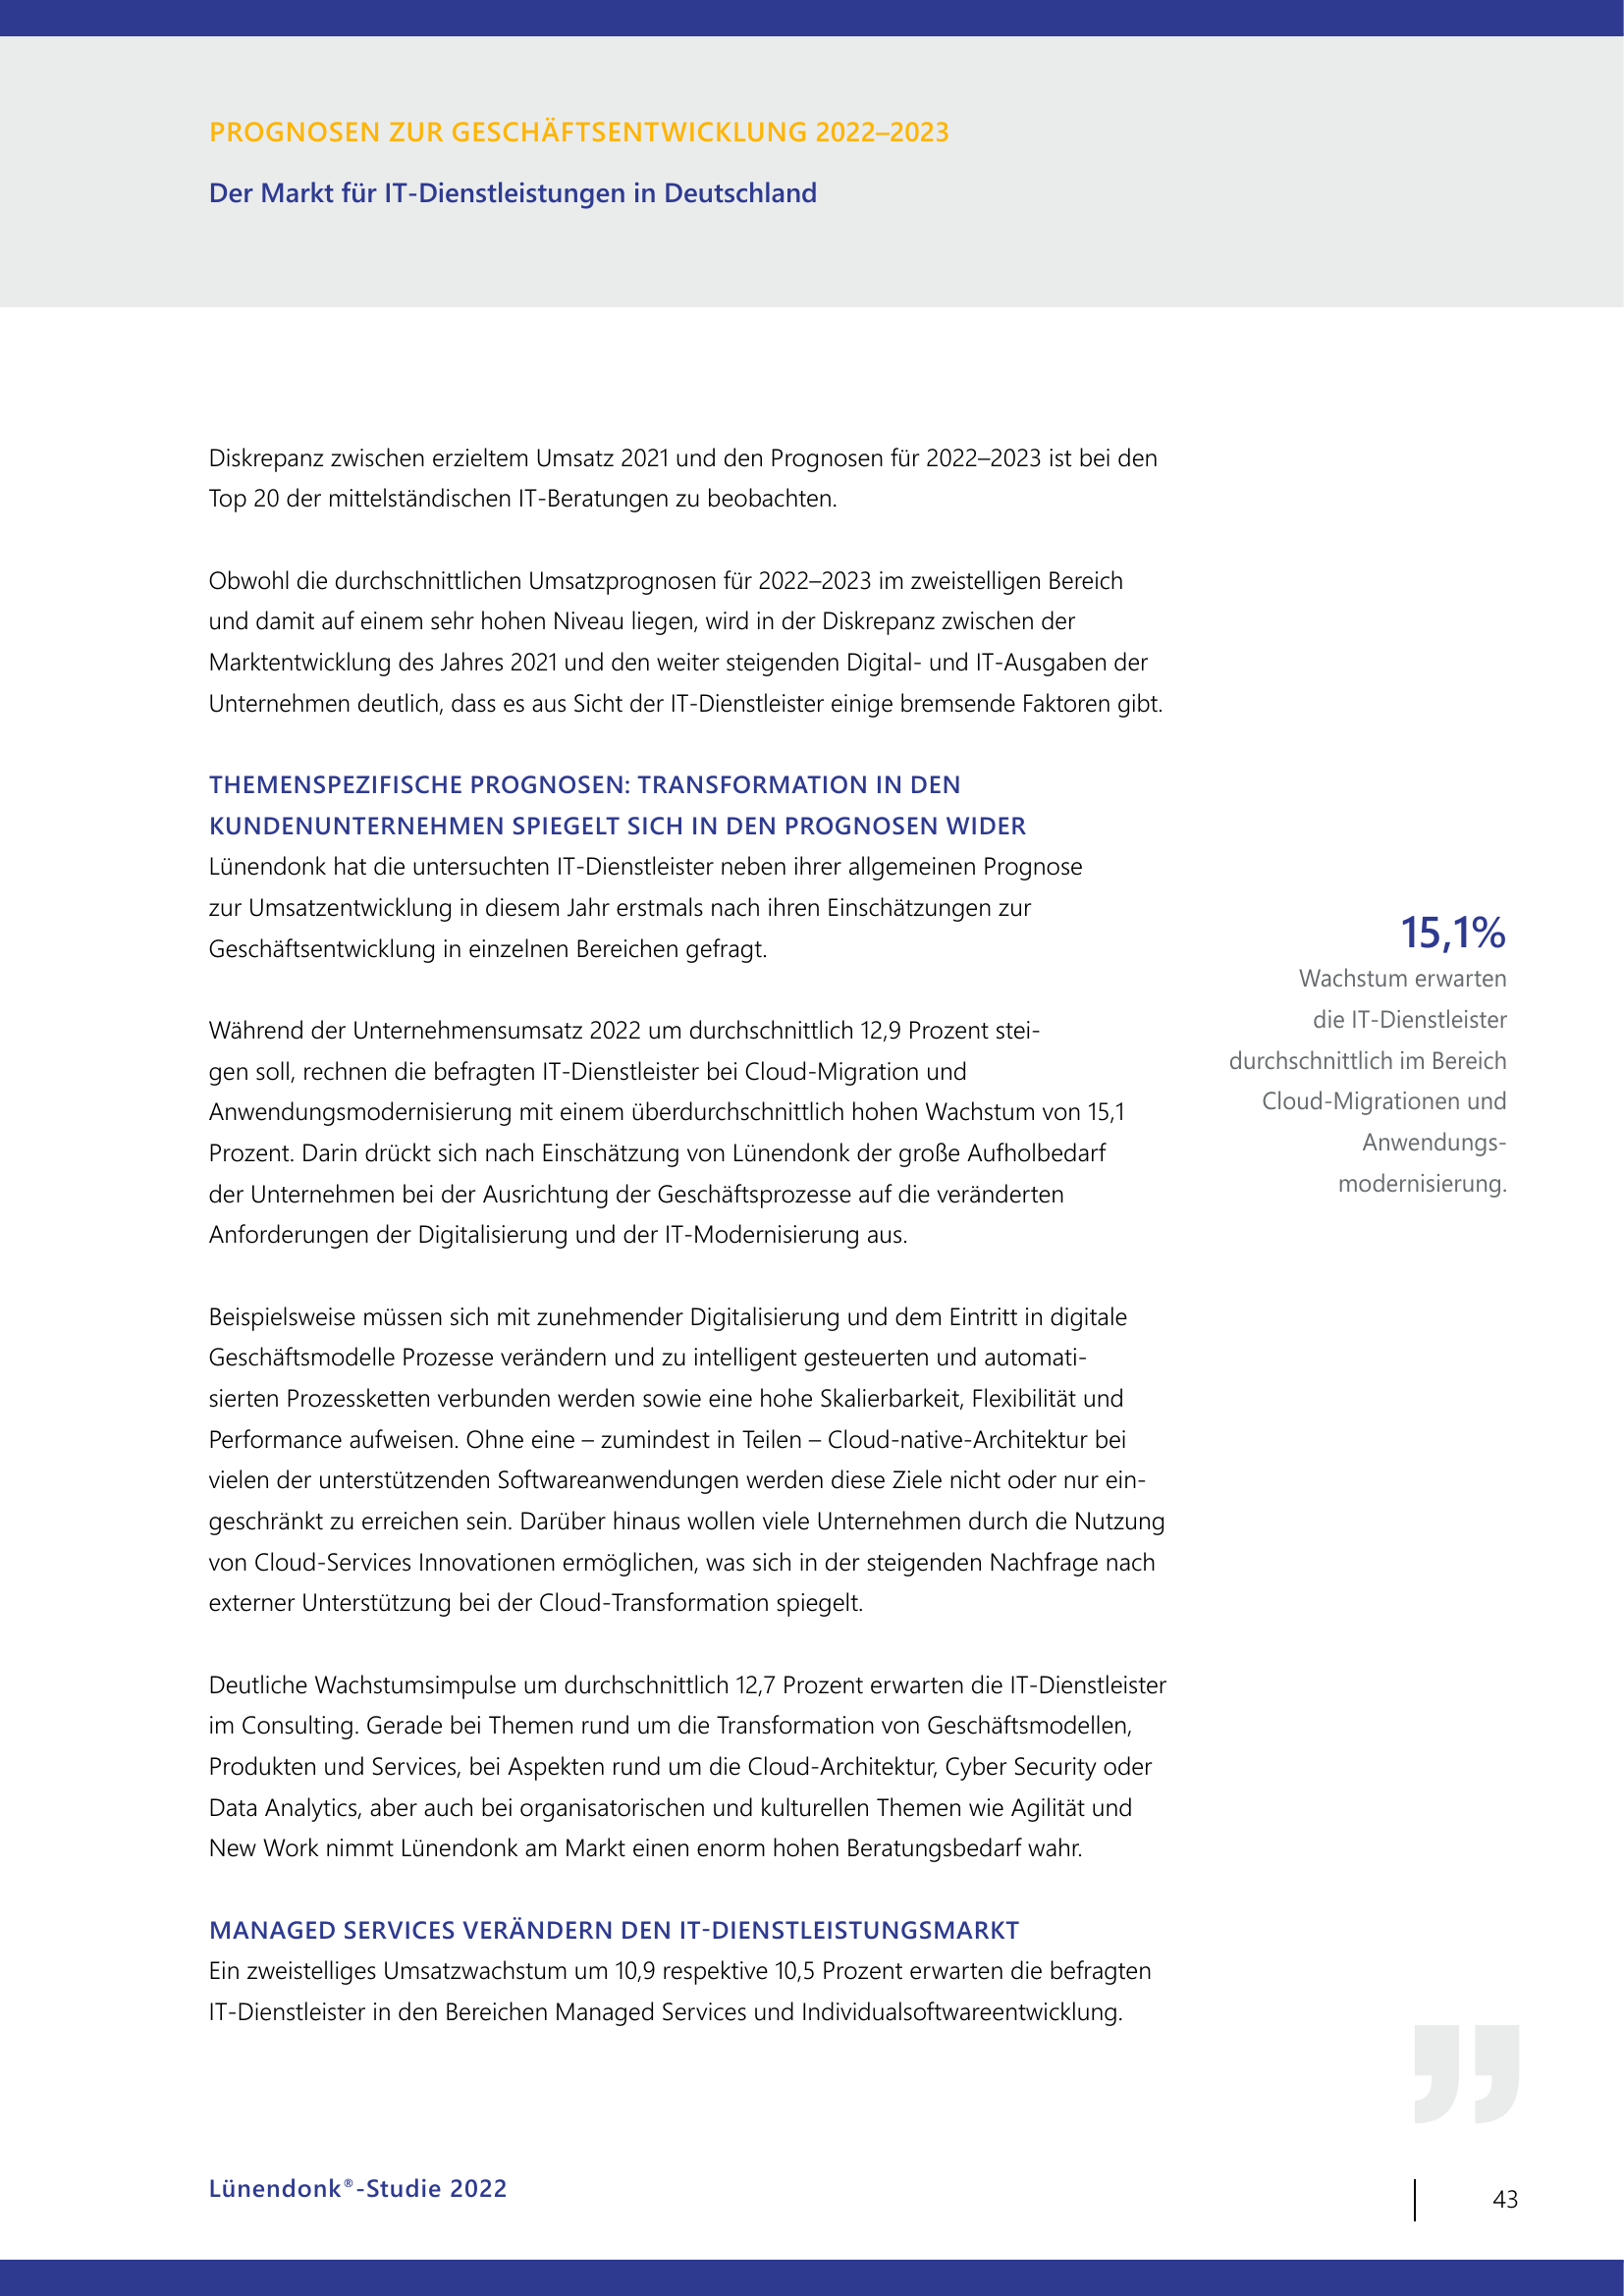 PROGNOSEN ZUR GESCHÄFTSENTWICKLUNG 2022–2023
Der Markt für IT-Dienstleistungen in Deutschland
Diskrepanz zwischen erzieltem Umsatz 2021 und den Prognosen für 2022–2023 ist bei den
Top 20 der mittelständischen IT-Beratungen zu beobachten.
Obwohl die durchschnittlichen Umsatzprognosen für 2022–2023 im zweistelligen Bereich
und damit auf einem sehr hohen Niveau liegen, wird in der Diskrepanz zwischen der
Marktentwicklung des Jahres 2021 und den weiter steigenden Digital- und IT-Ausgaben der
Unternehmen deutlich, dass es aus Sicht der IT-Dienstleister einige bremsende Faktoren gibt.
THEMENSPEZIFISCHE PROGNOSEN: TRANSFORMATION IN DEN
KUNDENUNTERNEHMEN SPIEGELT SICH IN DEN PROGNOSEN WIDER
Lünendonk hat die untersuchten IT-Dienstleister neben ihrer allgemeinen Prognose
zur Umsatzentwicklung in diesem Jahr erstmals nach ihren Einschätzungen zur
Geschäftsentwicklung in einzelnen Bereichen gefragt.
Während der Unternehmensumsatz 2022 um durchschnittlich 12,9 Prozent stei-
gen soll, rechnen die befragten IT-Dienstleister bei Cloud-Migration und
Anwendungsmodernisierung mit einem überdurchschnittlich hohen Wachstum von 15,1
Prozent. Darin drückt sich nach Einschätzung von Lünendonk der große Aufholbedarf
der Unternehmen bei der Ausrichtung der Geschäftsprozesse auf die veränderten
Anforderungen der Digitalisierung und der IT-Modernisierung aus.
15,1%
Wachstum erwarten
die IT-Dienstleister
durchschnittlich im Bereich
Cloud-Migrationen und
Anwendungs-
modernisierung.
Beispielsweise müssen sich mit zunehmender Digitalisierung und dem Eintritt in digitale
Geschäftsmodelle Prozesse verändern und zu intelligent gesteuerten und automati-
sierten Prozessketten verbunden werden sowie eine hohe Skalierbarkeit, Flexibilität und
Performance aufweisen. Ohne eine – zumindest in Teilen – Cloud-native-Architektur bei
vielen der unterstützenden Softwareanwendungen werden diese Ziele nicht oder nur ein-
geschränkt zu erreichen sein. Darüber hinaus wollen viele Unternehmen durch die Nutzung
von Cloud-Services Innovationen ermöglichen, was sich in der steigenden Nachfrage nach
externer Unterstützung bei der Cloud-Transformation spiegelt.
Deutliche Wachstumsimpulse um durchschnittlich 12,7 Prozent erwarten die IT-Dienstleister
im Consulting. Gerade bei Themen rund um die Transformation von Geschäftsmodellen,
Produkten und Services, bei Aspekten rund um die Cloud-Architektur, Cyber Security oder
Data Analytics, aber auch bei organisatorischen und kulturellen Themen wie Agilität und
New Work nimmt Lünendonk am Markt einen enorm hohen Beratungsbedarf wahr.
MANAGED SERVICES VERÄNDERN DEN IT-DIENSTLEISTUNGSMARKT
Ein zweistelliges Umsatzwachstum um 10,9 respektive 10,5 Prozent erwarten die befragten
IT-Dienstleister in den Bereichen Managed Services und Individualsoftwareentwicklung.
Lünendonk®-Studie 2022
43